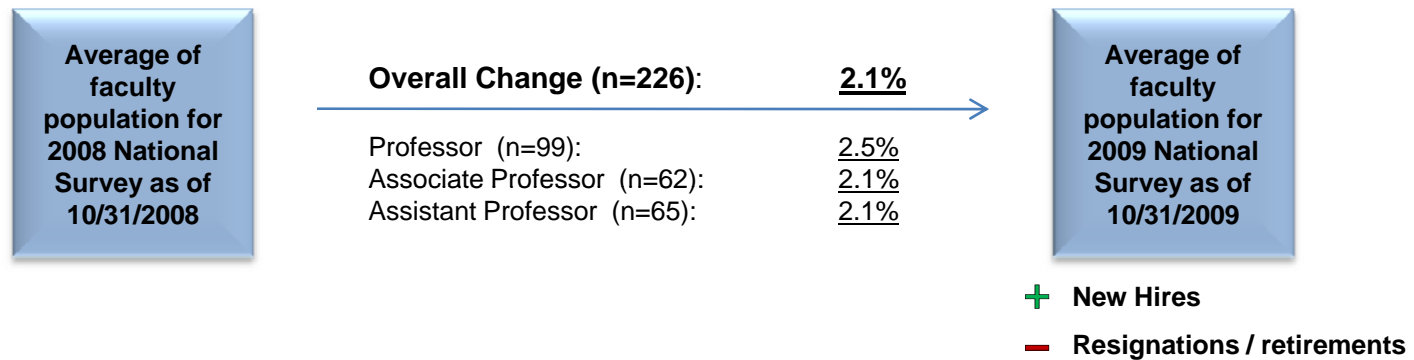 Average of
faculty
population for
2008 National
Survey as of
10/31/2008
Overall Change (n=226): 2.1%
Professor (n=99): 2.5%
Associate Professor (n=62): 2.1%
Assistant Professor (n=65): 2.1%
Average of
faculty
population for
2009 National
Survey as of
10/31/2009
+ New Hires
− Resignations / retirements